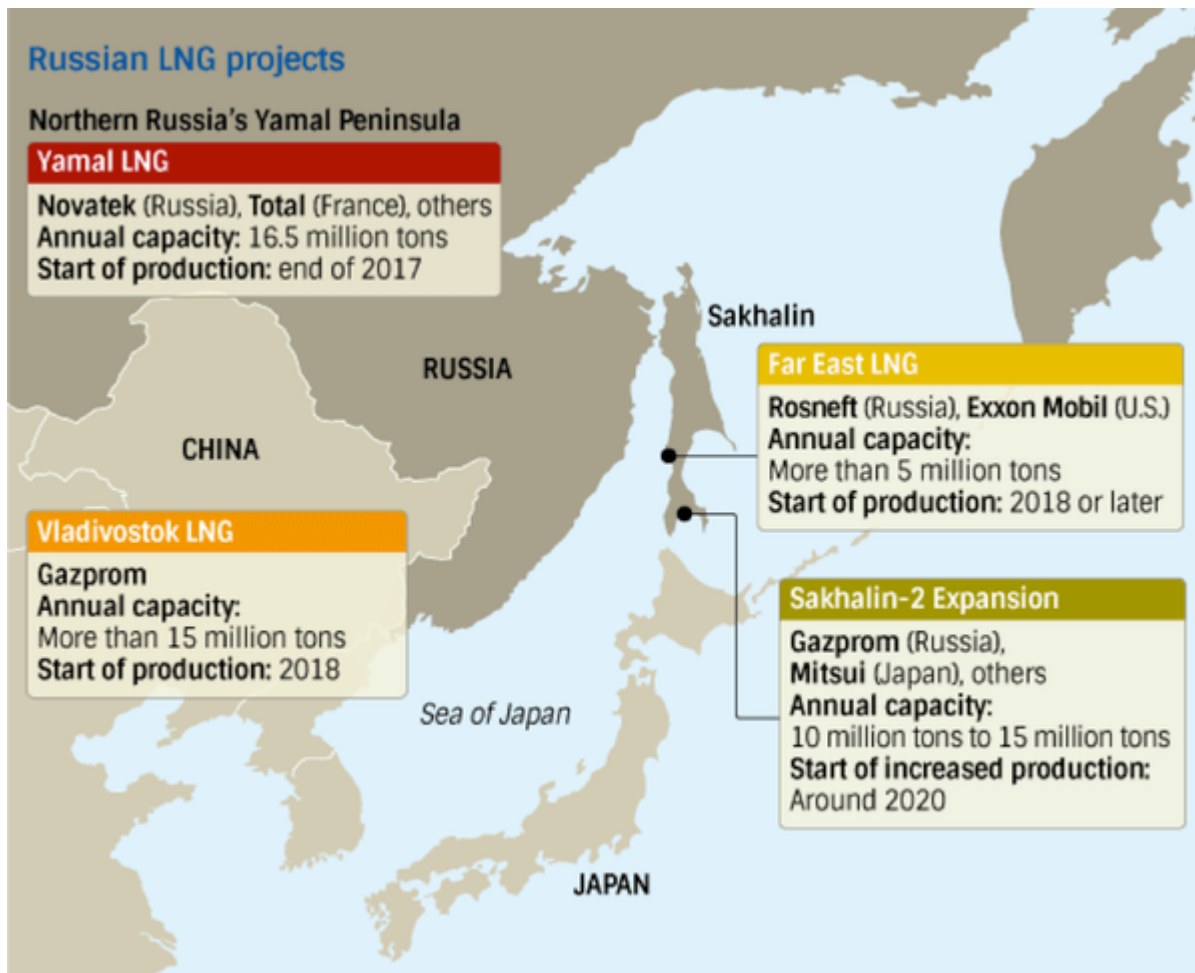 Russian LNG projects
Northern Russia's Yamal Peninsula
Yamal LNG
Novatek (Russia), Total (France), others
Annual capacity: 16.5 million tons
Start of production: end of 2017
Sakhalin
RUSSIA
Far East LNG
Rosneft (Russia), Exxon Mobil (U.S.)
Annual capacity:
More than 5 million tons
Start of production: 2018 or later
CHINA
Vladivostok LNG
Gazprom
Annual capacity:
More than 15 million tons
Start of production: 2018
Sakhalin-2 Expansion
Gazprom (Russia),
Mitsui (Japan), others
Annual capacity:
10 million tons to 15 million tons
Start of increased production:
Around 2020
Sea of Japan
JAPAN